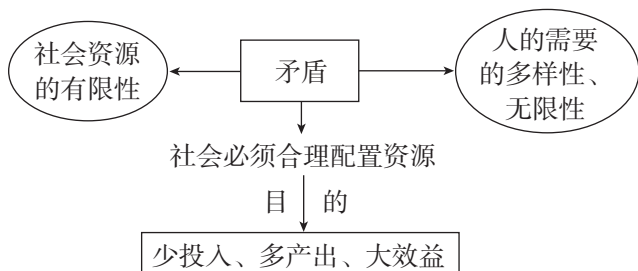 社会资源
的有限性
矛盾
人的需要
的多样性、
无限性
社会必须合理配置资源
目 的
少投入、多产出、大效益